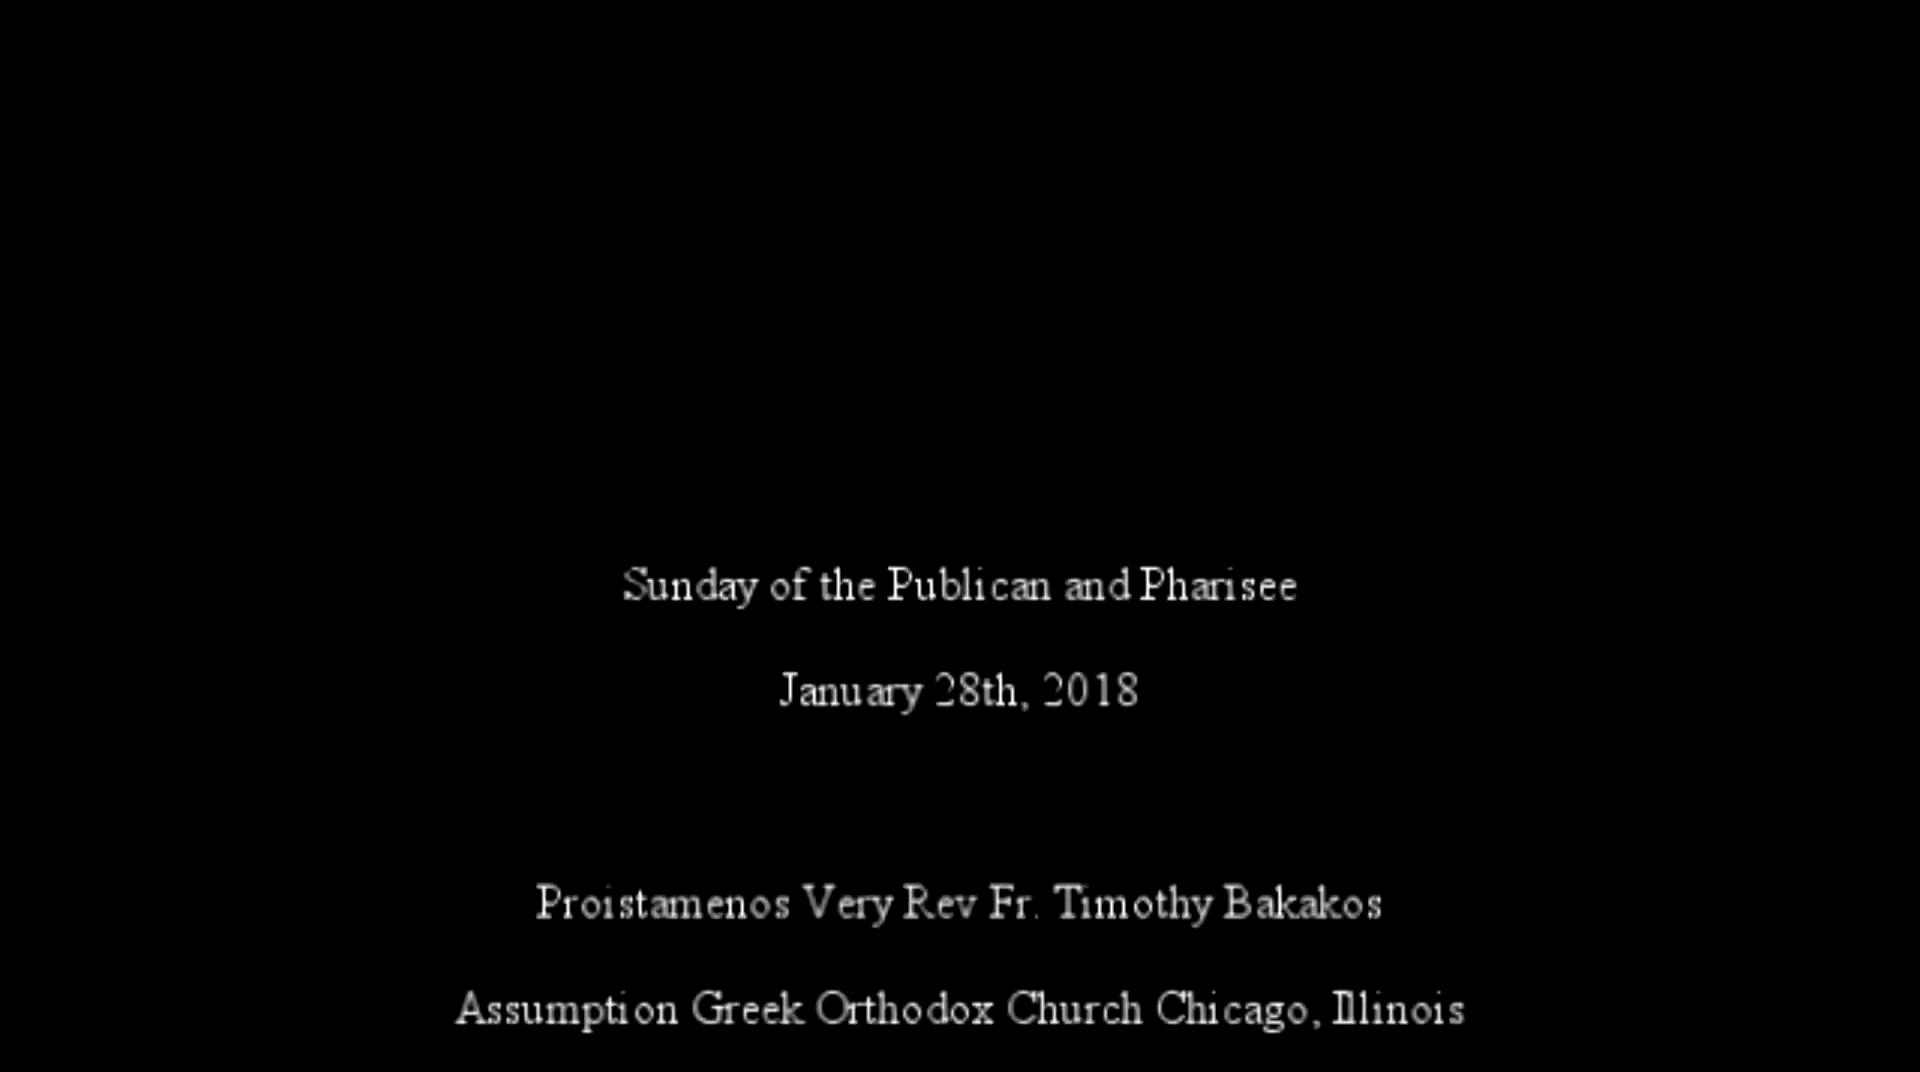 Sunday of the Publican and Pharisee
January 28th, 2018
Proistamenos Very Rev Fr. Timothy Bakakos
Assumption Greek Orthodox Church Chicago, Illinois